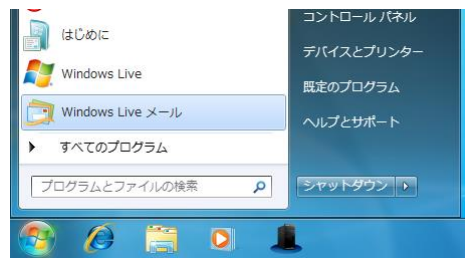 はじめに
Windows Live
Windows Live メール
すべてのプログラム
プログラムとファイルの検索
コントロール パネル
デバイスとプリンター
既定のプログラム
ヘルプとサポート
シャットダウン